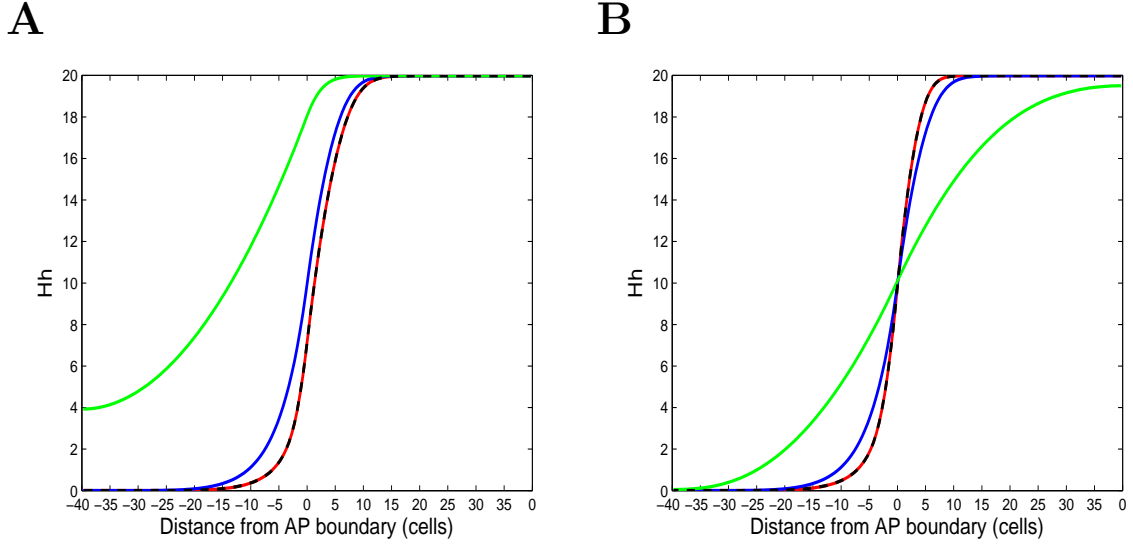 A B
20 20
18 18
16 16
14 14
12 12
Hh 10 Hh 10
8 8
6 6
4 4
2 2
0 0
−40 −35 −30 −25 −20 −15 −10 −5 0 5 10 15 20 25 30 35 0 −40 −35 −30 −25 −20 −15 −10 −5 0 5 10 15 20 25 30 35 0
Distance from AP boundary (cells) Distance from AP boundary (cells)